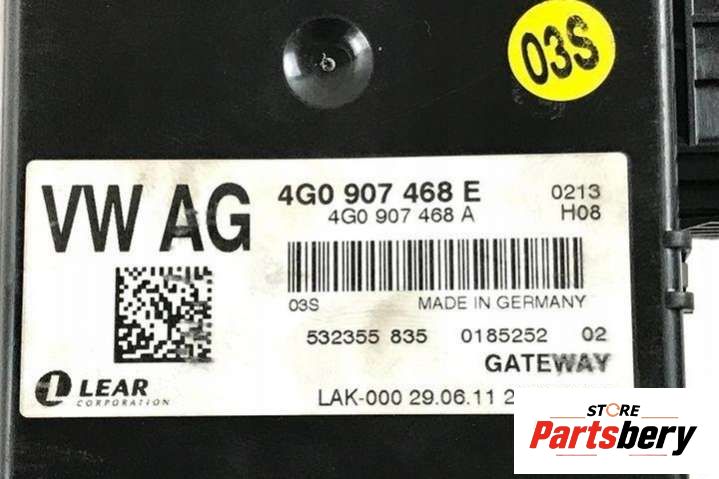 03S
VW AG
4G0 907 468 E
4G0 907 468 A
0213
H08
03S MADE IN GERMANY
532355 835 0185252 02
GATEWAY
LEAR
CORPORATION
LAK-000 29.06.11 2
STORE
Partsbery